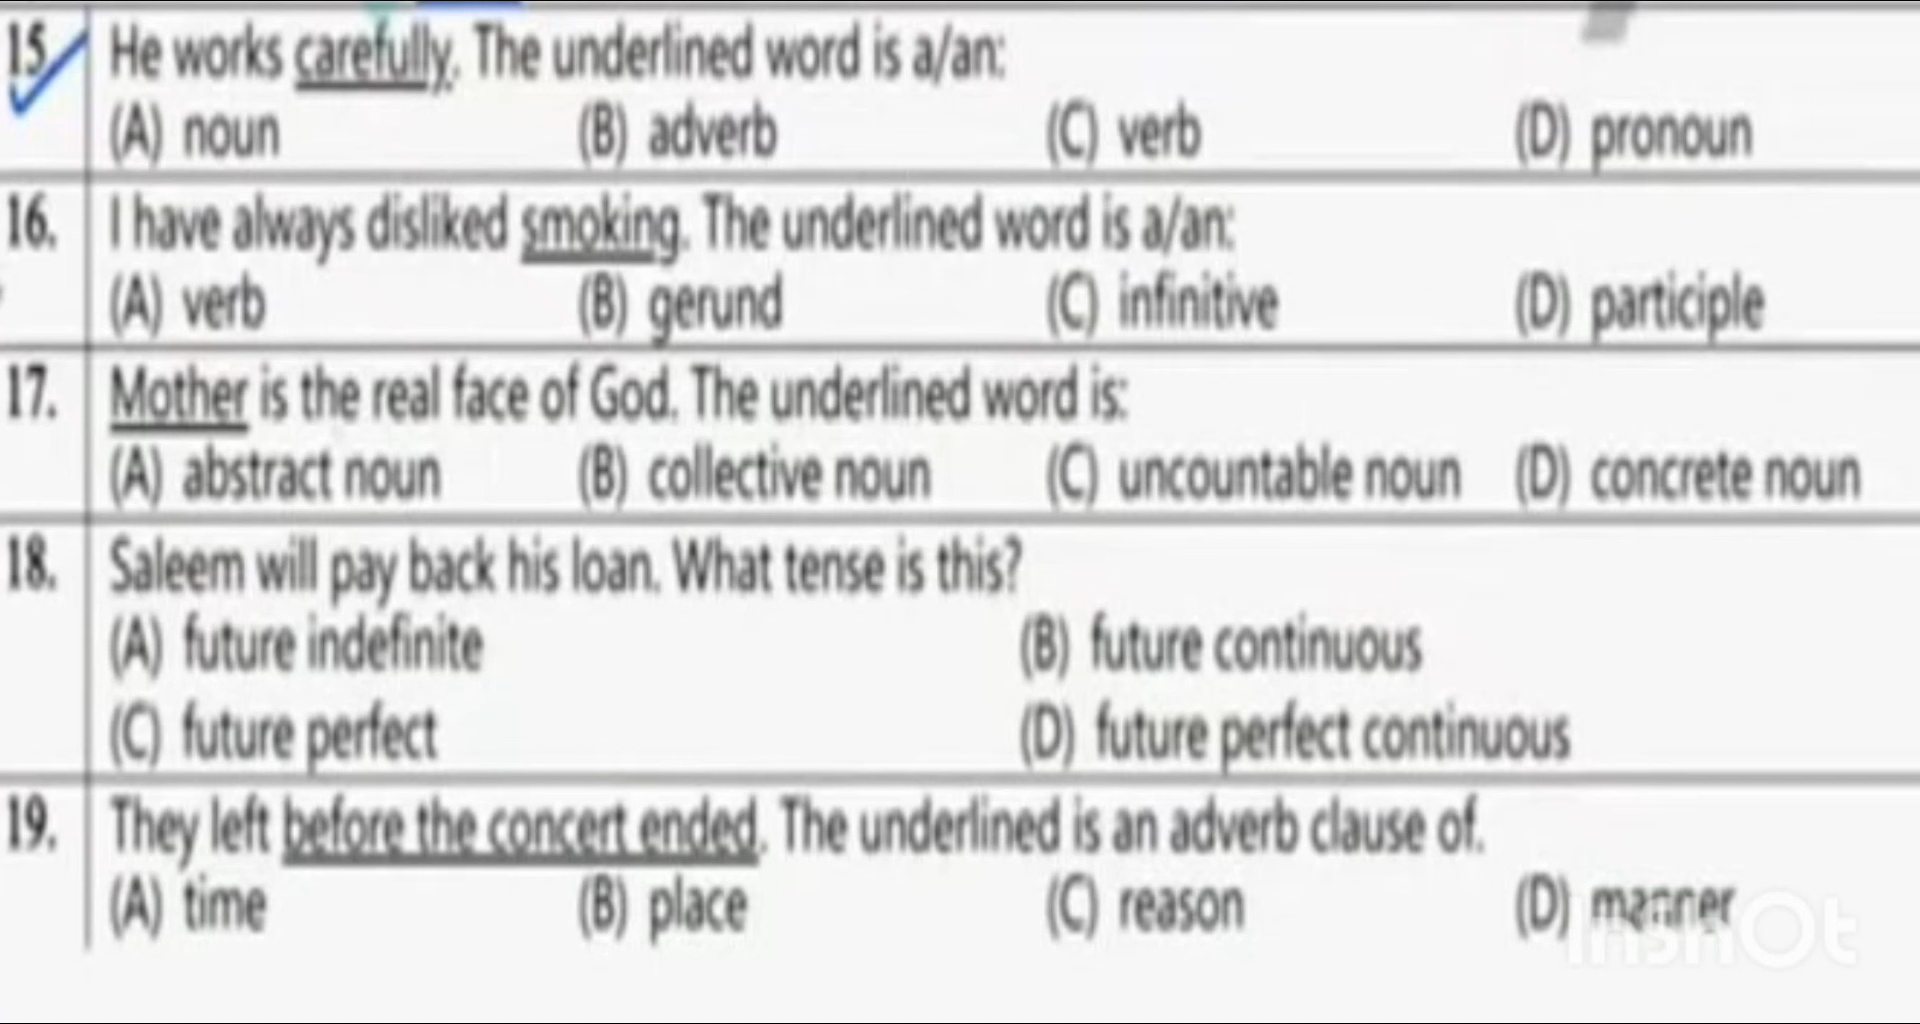 15. He works carefully. The underlined word is a/an:
(A) noun (B) adverb (C) verb (D) pronoun
16. I have always disliked smoking. The underlined word is a/an:
(A) verb (B) gerund (C) infinitive (D) participle
17. Mother is the real face of God. The underlined word is:
(A) abstract noun (B) collective noun (C) uncountable noun (D) concrete noun
18. Saleem will pay back his loan. What tense is this?
(A) future indefinite (B) future continuous
(C) future perfect (D) future perfect continuous
19. They left before the concert ended. The underlined is an adverb clause of.
(A) time (B) place (C) reason (D) manner
InShOt